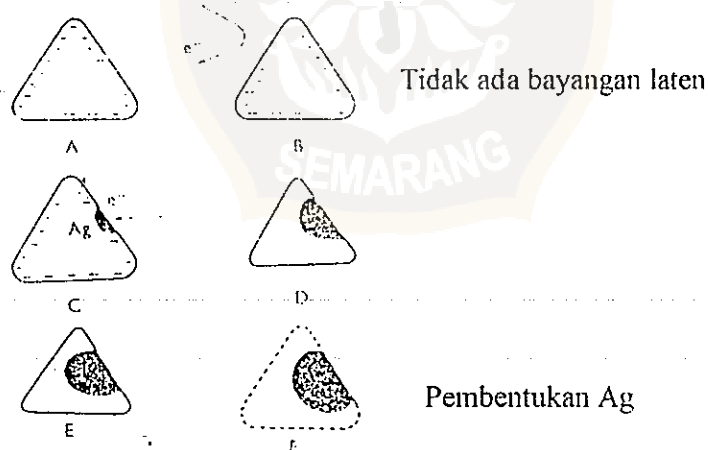 e⁻
Tidak ada bayangan laten
A
B
SEMARANG
e⁻
Ag
C
D
E
Pembentukan Ag